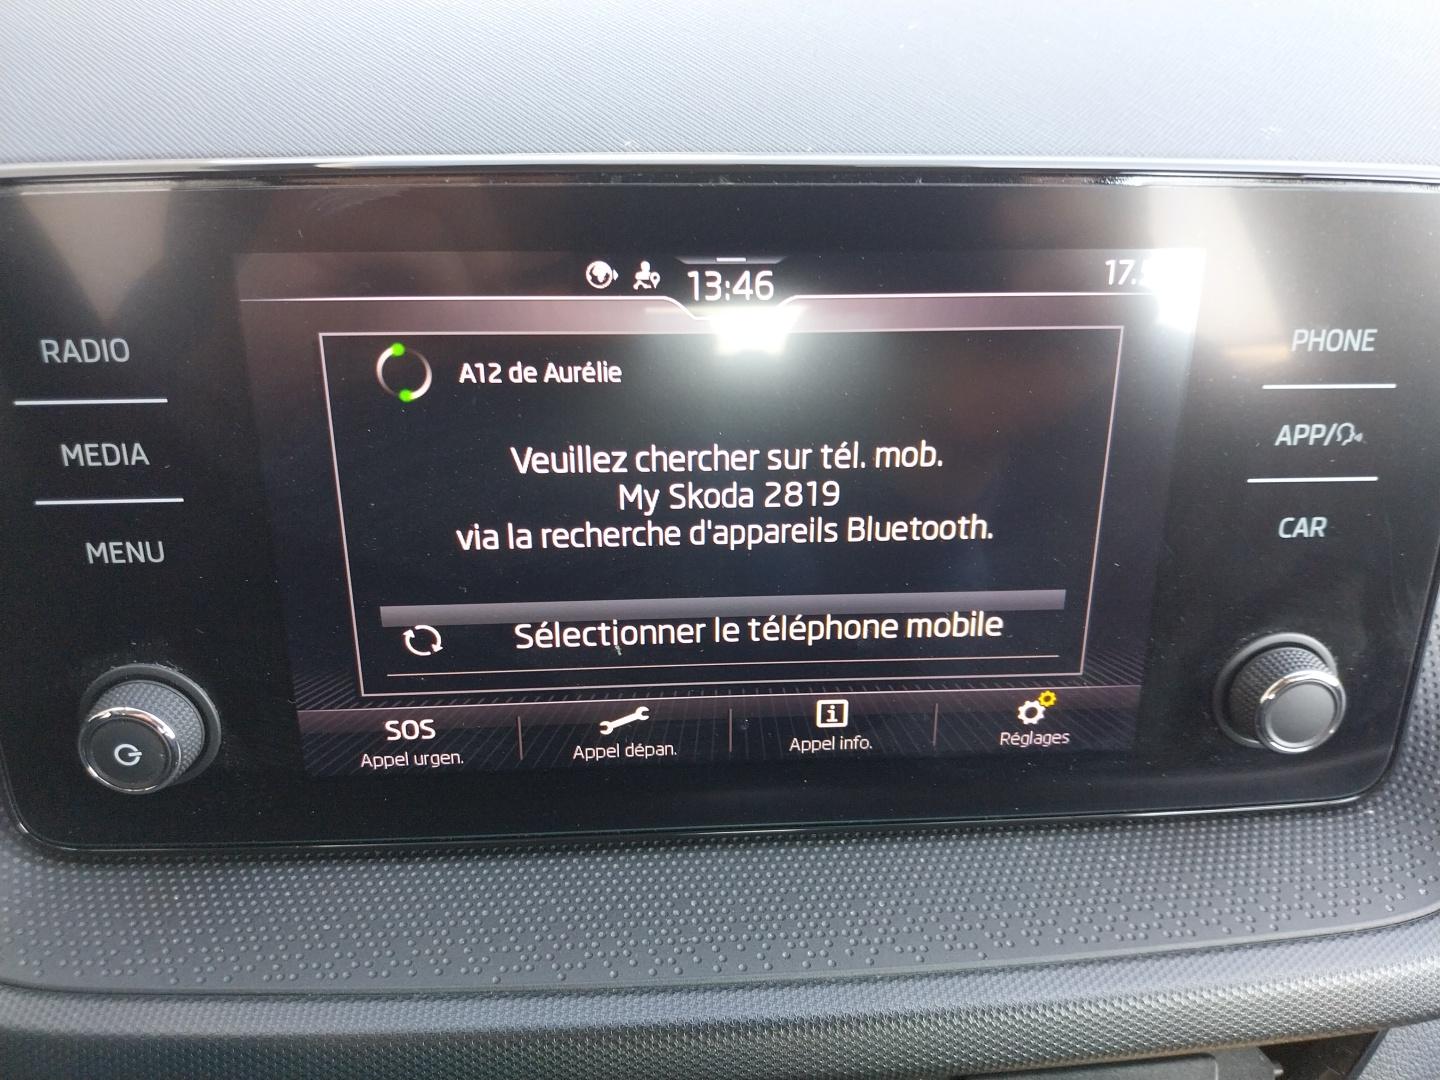 13:46
RADIO
MEDIA
MENU
A12 de Aurélie
Veuillez chercher sur tél. mob.
My Skoda 2819
via la recherche d'appareils Bluetooth.
Sélectionner le téléphone mobile
SOS
Appel urgen.
Appel dépan.
i
Appel info.
Réglages
PHONE
APP/
CAR